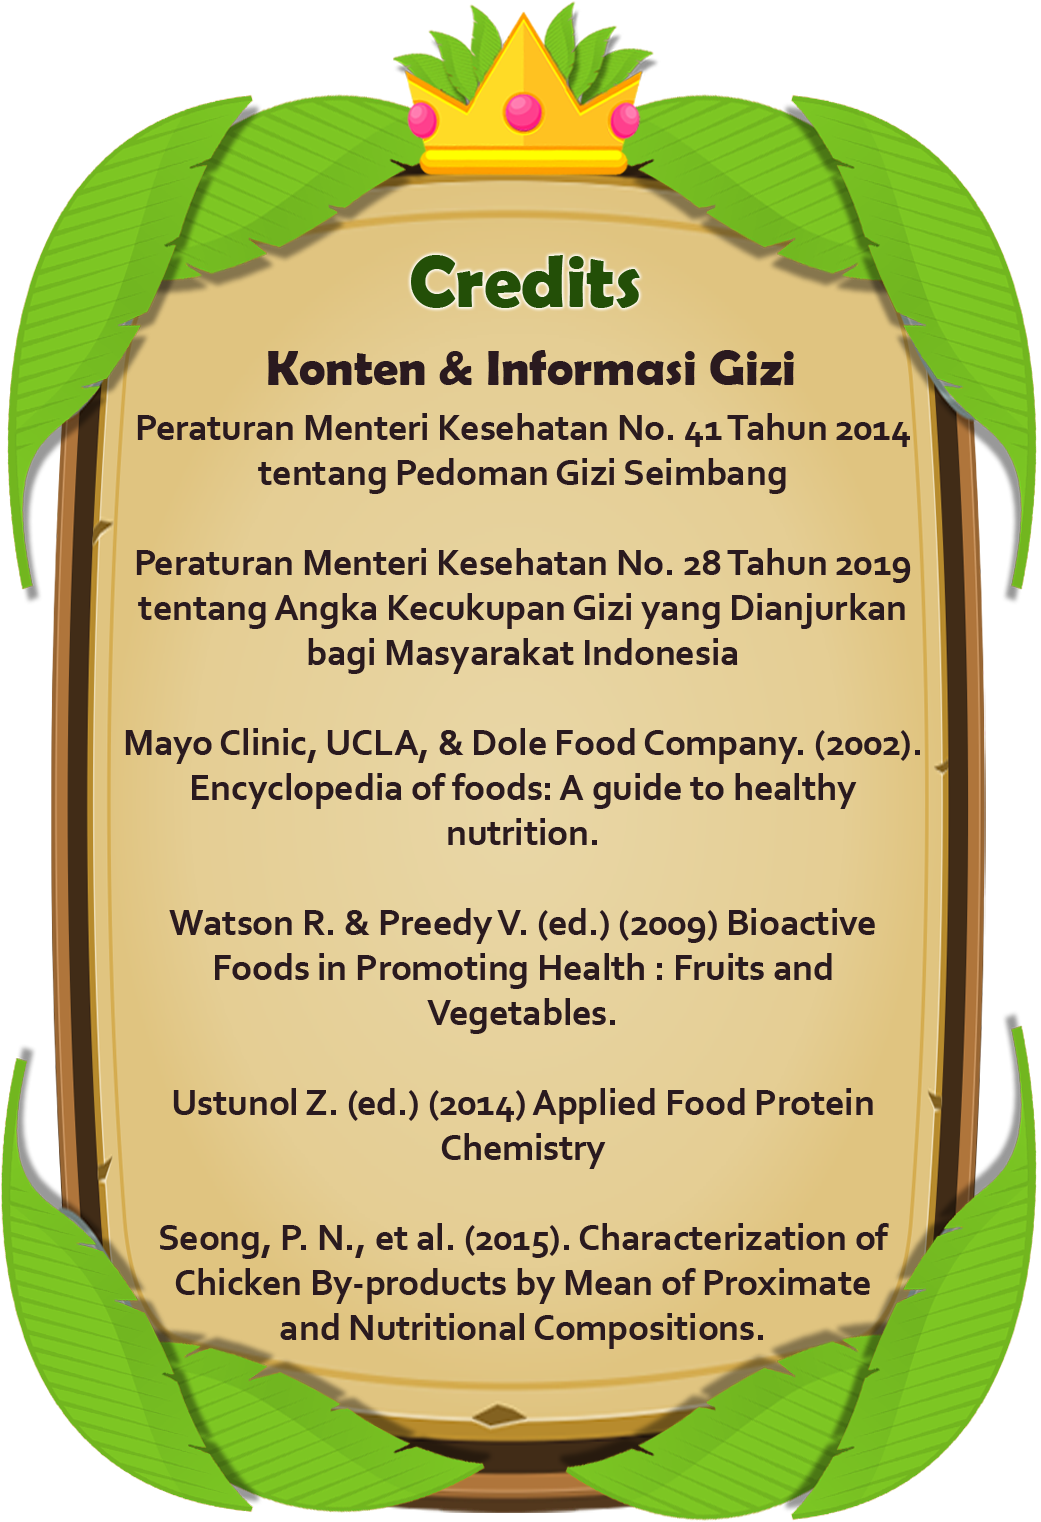 Credits
Konten & Informasi Gizi
Peraturan Menteri Kesehatan No. 41 Tahun 2014
tentang Pedoman Gizi Seimbang
Peraturan Menteri Kesehatan No. 28 Tahun 2019
tentang Angka Kecukupan Gizi yang Dianjurkan
bagi Masyarakat Indonesia
Mayo Clinic, UCLA, & Dole Food Company. (2002).
Encyclopedia of foods: A guide to healthy
nutrition.
Watson R. & Preedy V. (ed.) (2009) Bioactive
Foods in Promoting Health : Fruits and
Vegetables.
Ustunol Z. (ed.) (2014) Applied Food Protein
Chemistry
Seong, P. N., et al. (2015). Characterization of
Chicken By-products by Mean of Proximate
and Nutritional Compositions.